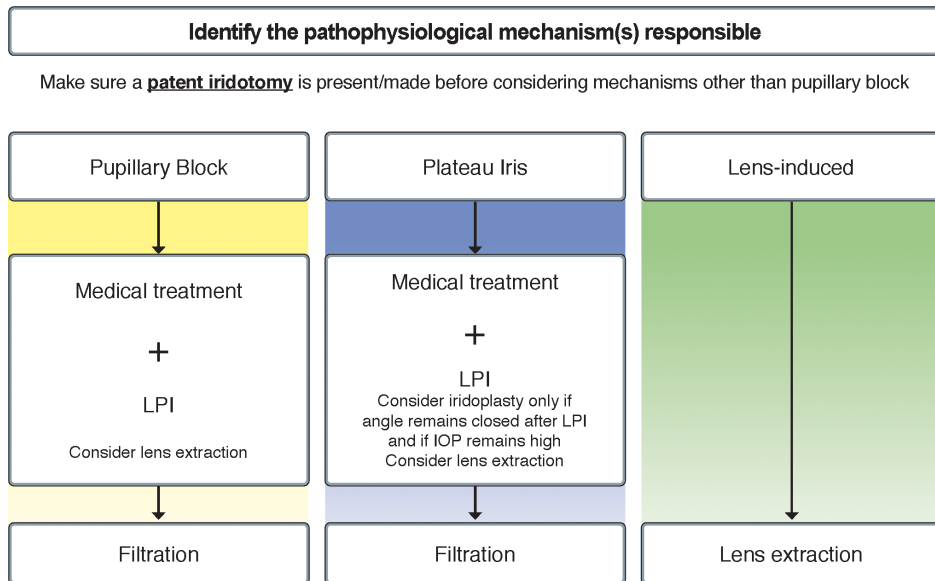 Identify the pathophysiological mechanism(s) responsible
Make sure a patent iridotomy is present/made before considering mechanisms other than pupillary block
Pupillary Block
Medical treatment
+
LPI
Consider lens extraction
Filtration
Plateau Iris
Medical treatment
+
LPI
Consider iridoplasty only if
angle remains closed after LPI
and if IOP remains high
Consider lens extraction
Filtration
Lens-induced
Lens extraction